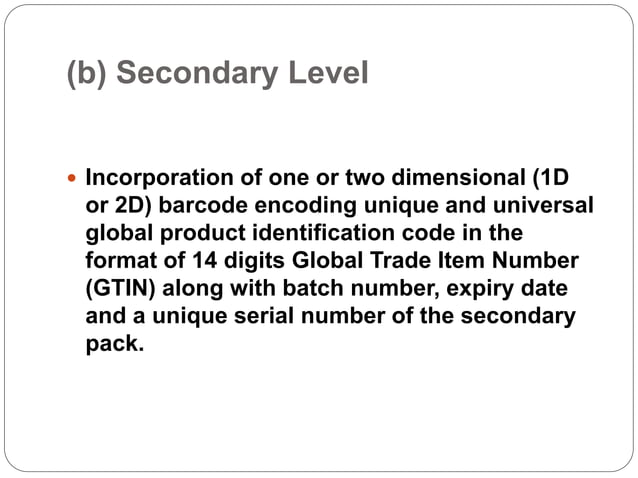 (b) Secondary Level
• Incorporation of one or two dimensional (1D
or 2D) barcode encoding unique and universal
global product identification code in the
format of 14 digits Global Trade Item Number
(GTIN) along with batch number, expiry date
and a unique serial number of the secondary
pack.